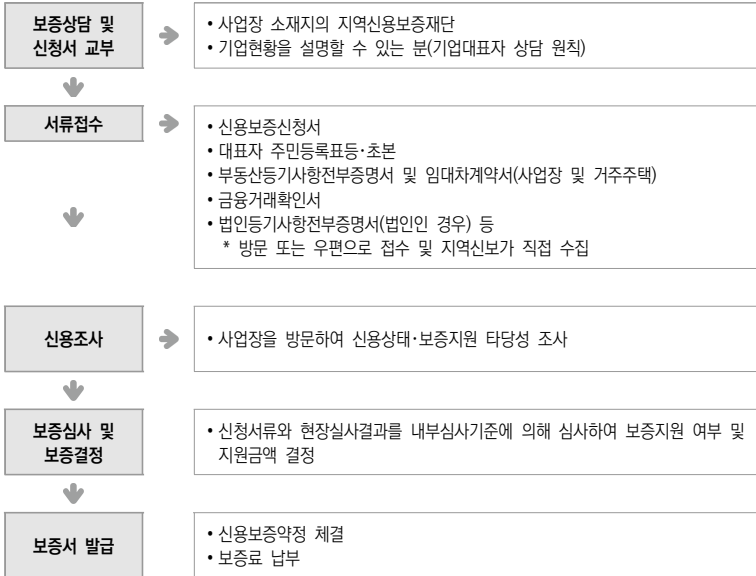 보증상담 및
신청서 교부
• 사업장 소재지의 지역신용보증재단
• 기업현황을 설명할 수 있는 분(기업대표자 상담 원칙)
서류접수
• 신용보증신청서
• 대표자 주민등록표등·초본
• 부동산등기사항전부증명서 및 임대차계약서(사업장 및 거주주택)
• 금융거래확인서
• 법인등기사항전부증명서(법인인 경우) 등
* 방문 또는 우편으로 접수 및 지역신보가 직접 수집
신용조사
• 사업장을 방문하여 신용상태·보증지원 타당성 조사
보증심사 및
보증결정
• 신청서류와 현장실사결과를 내부심사기준에 의해 심사하여 보증지원 여부 및
지원금액 결정
보증서 발급
• 신용보증약정 체결
• 보증료 납부